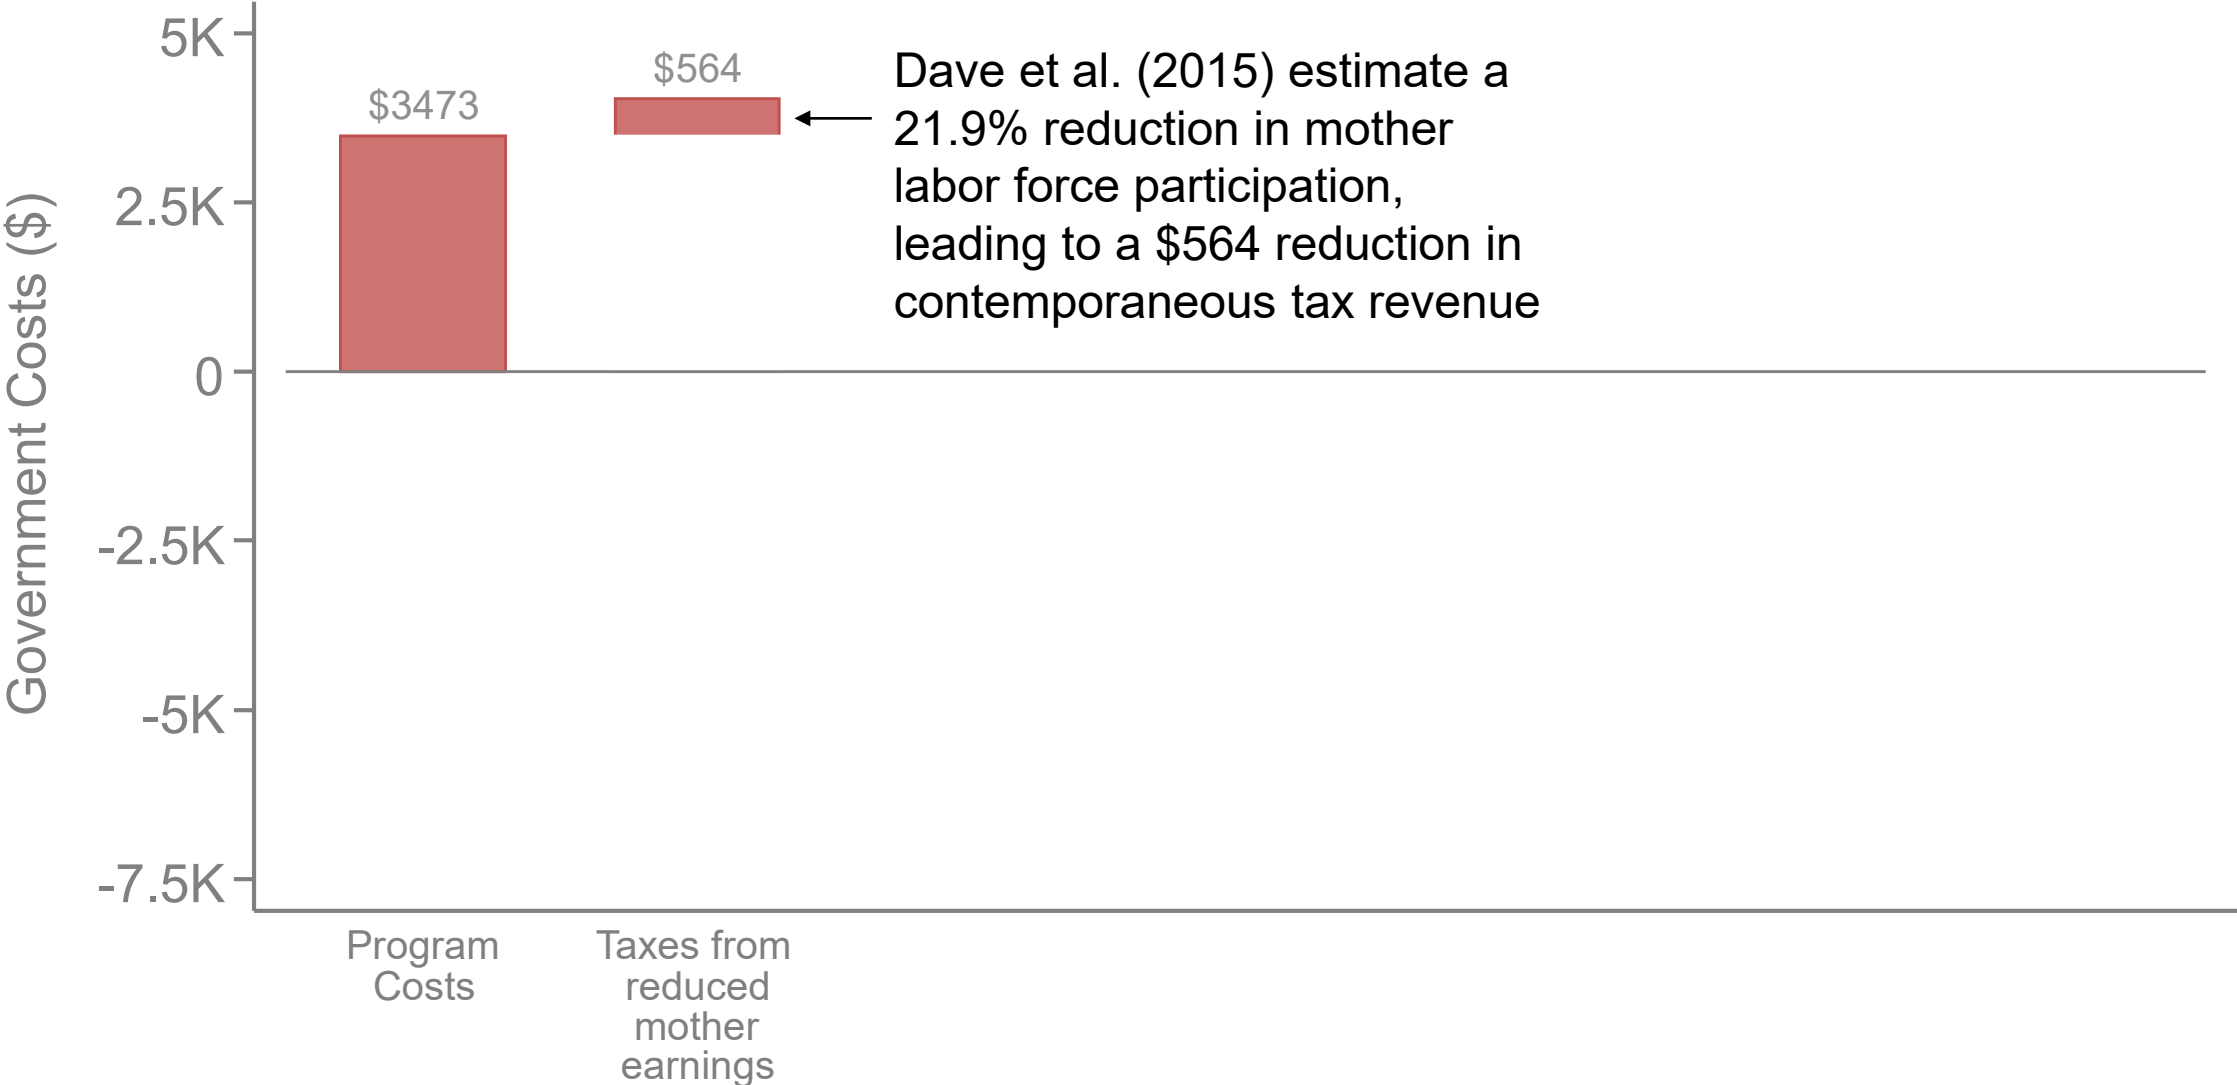 Government Costs ($)
5K
2.5K
0
-2.5K
-5K
-7.5K
$3473
$564
Dave et al. (2015) estimate a
21.9% reduction in mother
labor force participation,
leading to a $564 reduction in
contemporaneous tax revenue
Program
Costs
Taxes from
reduced
mother
earnings